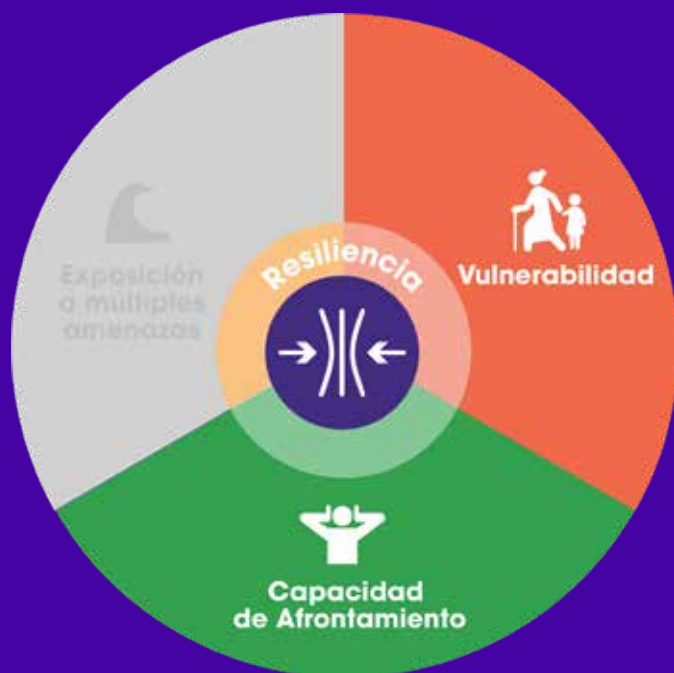 Exposición
a múltiples
amenazas
Resiliencia
Vulnerabilidad
Capacidad
de Afrontamiento